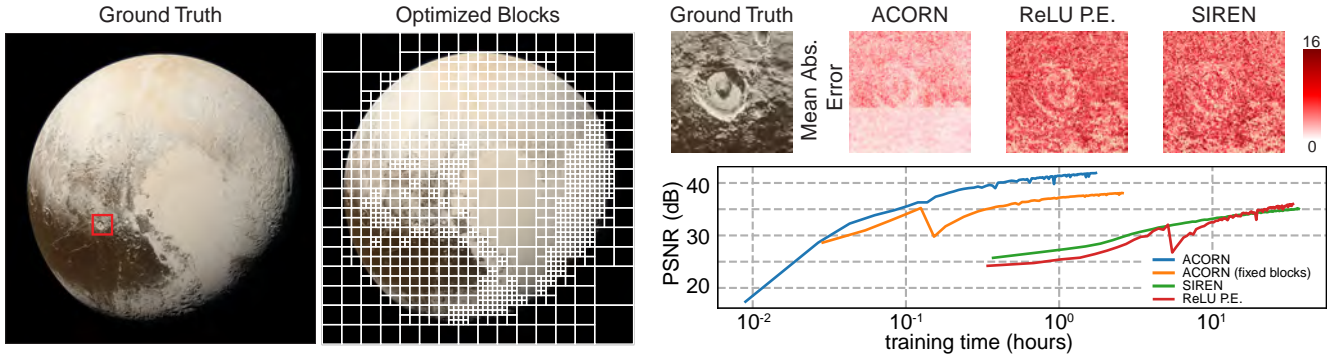 Ground Truth
Optimized Blocks
Ground Truth
ACORN
ReLU P.E.
SIREN
Mean Abs.
Error
16
0
PSNR (dB)
40
30
20
ACORN
ACORN (fixed blocks)
SIREN
ReLU P.E.
10⁻²
10⁻¹
10⁰
10¹
training time (hours)